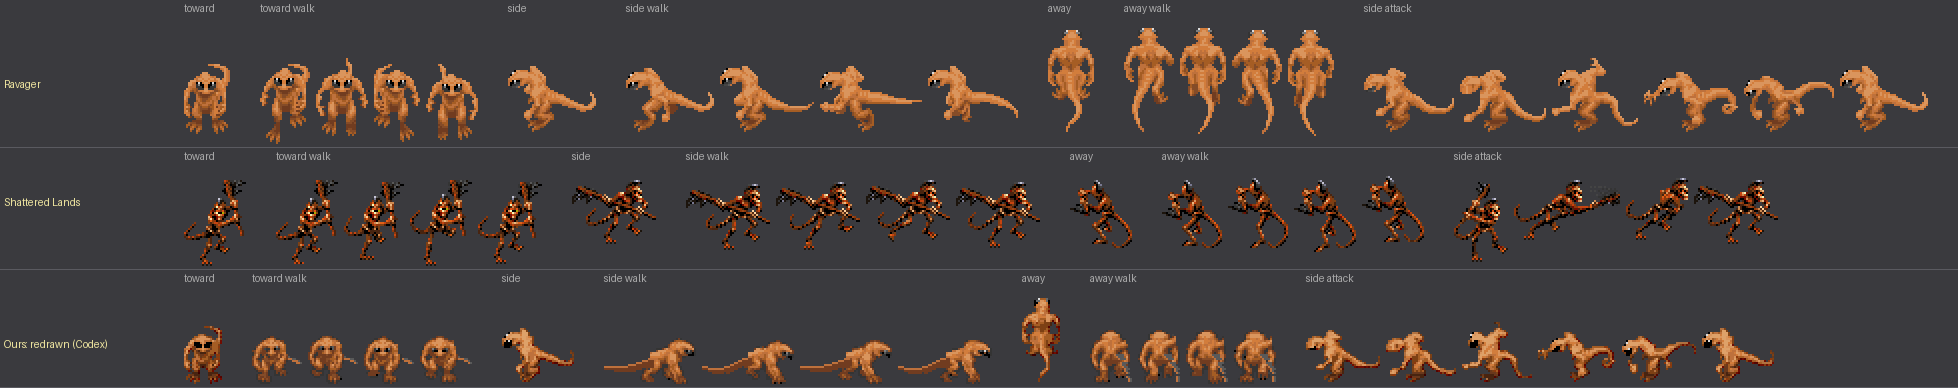 toward toward walk side side walk away away walk side attack
Ravager
toward toward walk side side walk away away walk side attack
Shattered Lands
toward toward walk side side walk away away walk side attack
Ours: redrawn (Codex)